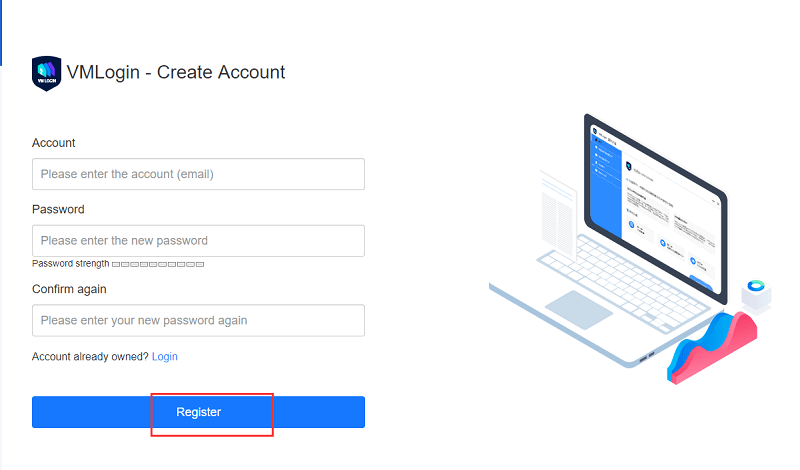 VMLOGIN
VMLogin - Create Account
Account
Please enter the account (email)
Password
Please enter the new password
Password strength
Confirm again
Please enter your new password again
Account already owned? Login
Register